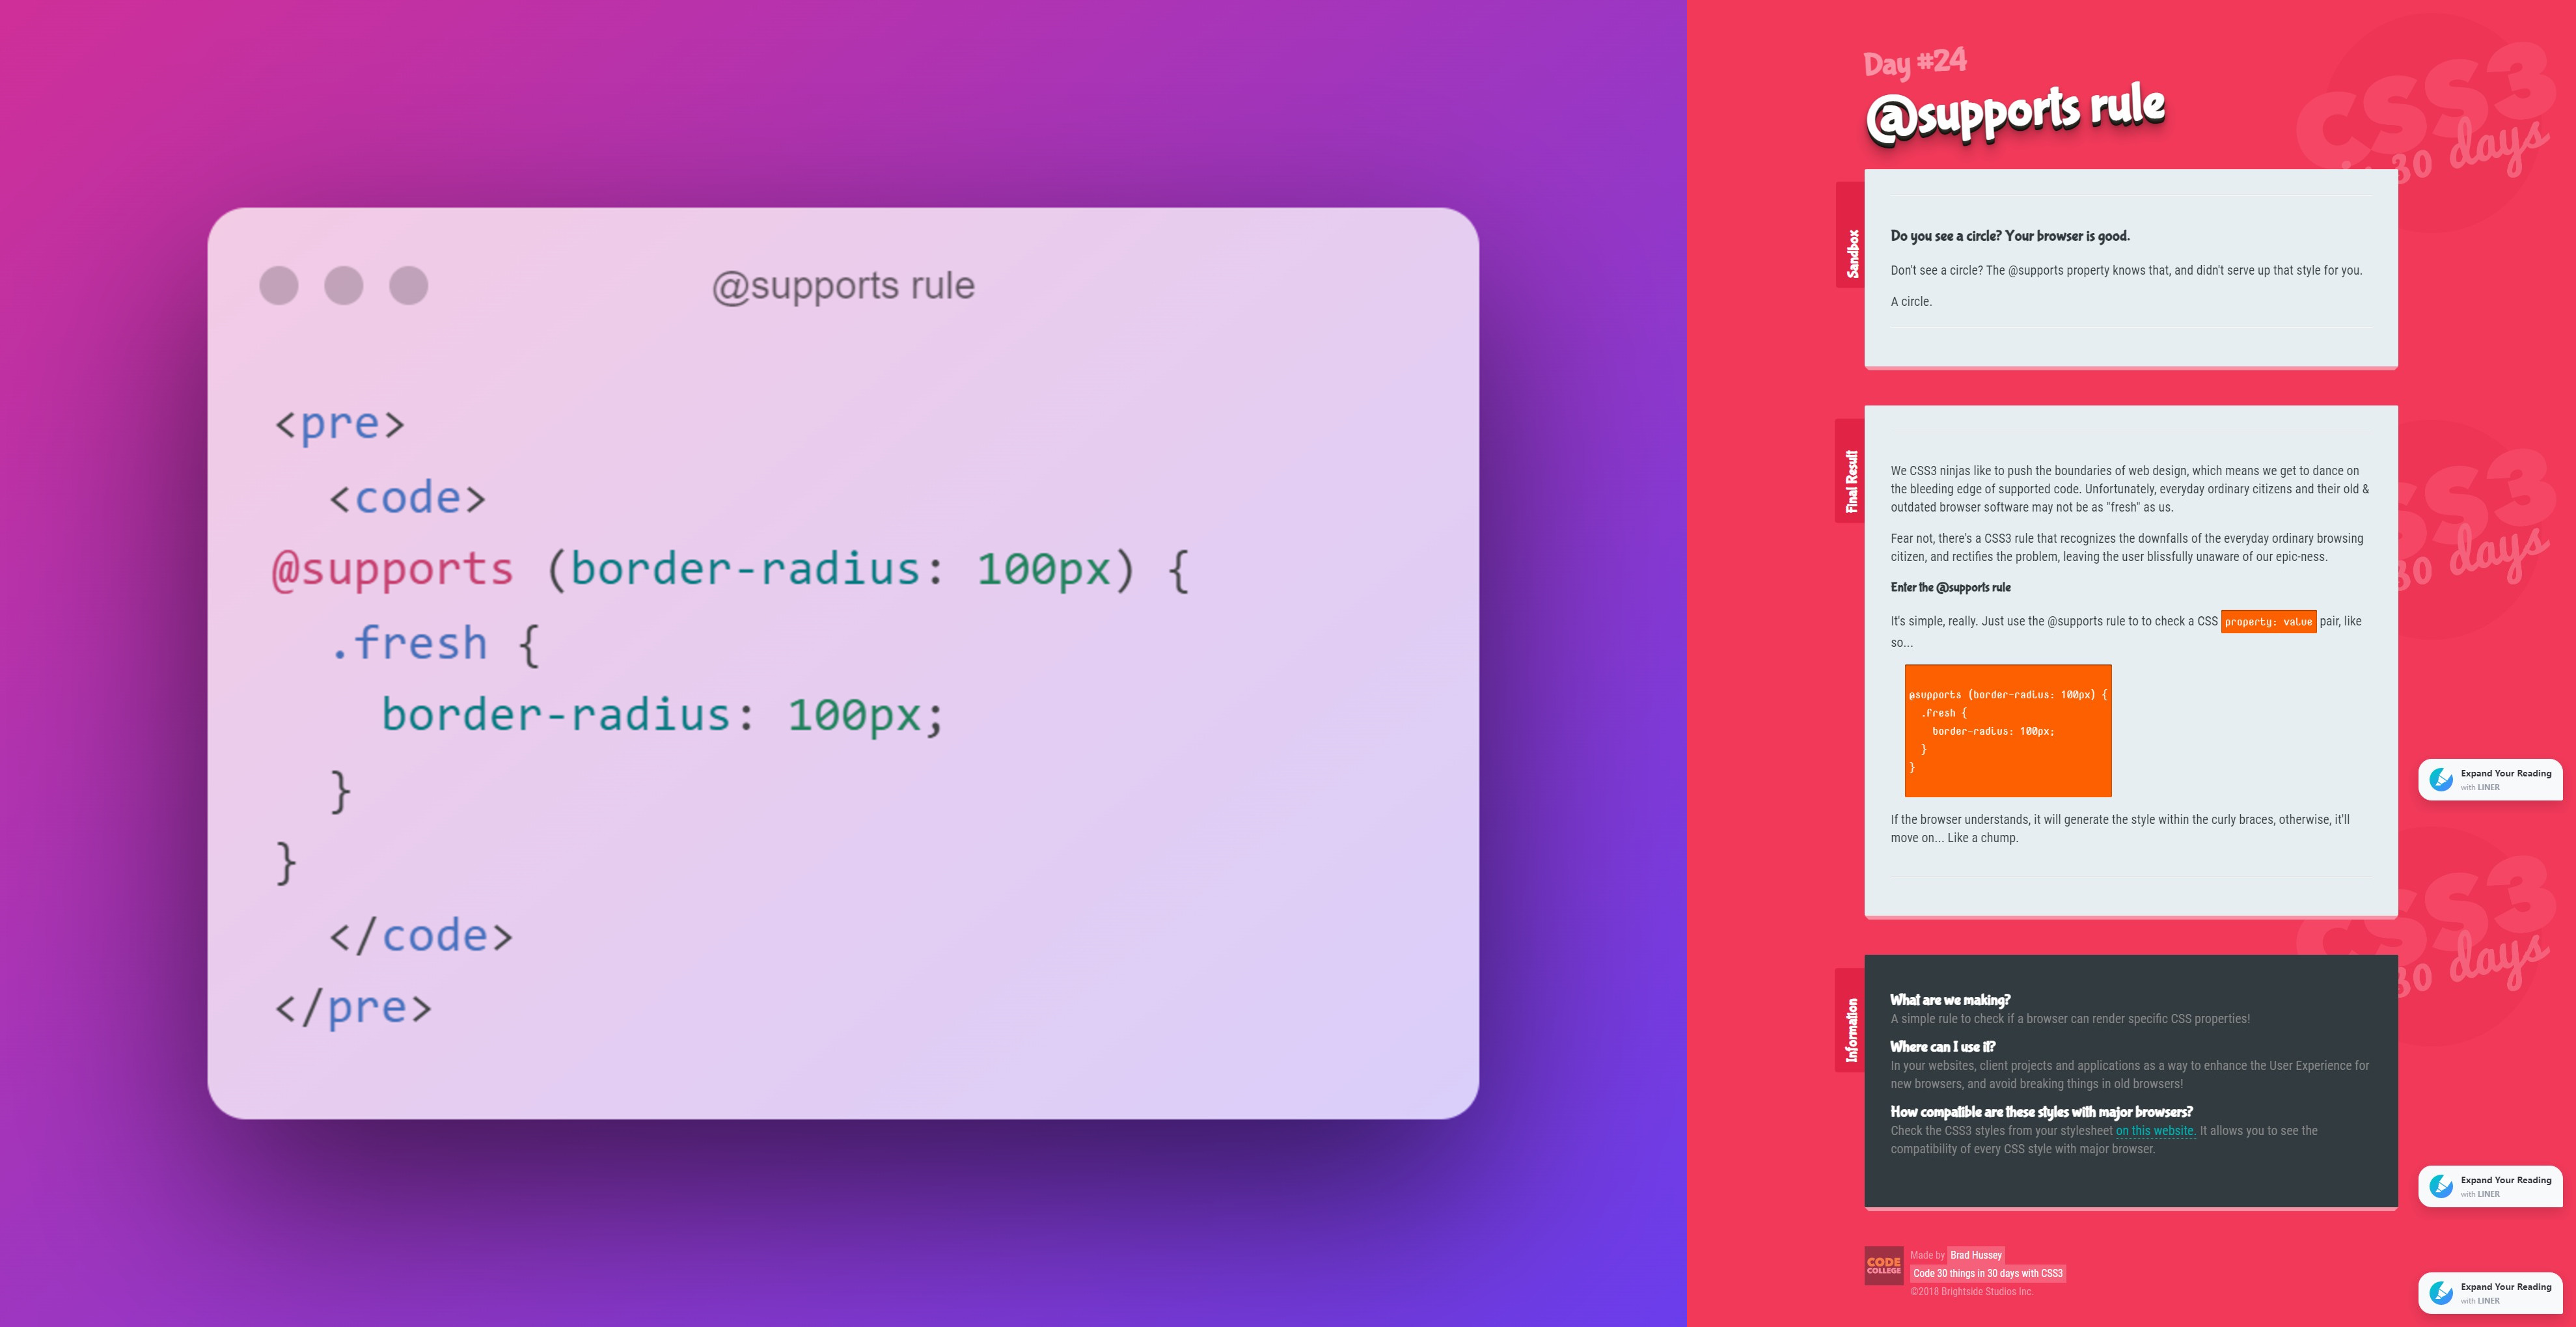 @supports rule
<pre>
<code>
@supports (border-radius: 100px) {
.fresh {
border-radius: 100px;
}
}
</code>
</pre>
Day #24
@supports rule
CSS3
30 days
Sandbox
Do you see a circle? Your browser is good.
Don't see a circle? The @supports property knows that, and didn't serve up that style for you.
A circle.
Final Result
We CSS3 ninjas like to push the boundaries of web design, which means we get to dance on
the bleeding edge of supported code. Unfortunately, everyday ordinary citizens and their old &
outdated browser software may not be as "fresh" as us.
Fear not, there's a CSS3 rule that recognizes the downfalls of the everyday ordinary browsing
citizen, and rectifies the problem, leaving the user blissfully unaware of our epic-ness.
Enter the @supports rule
It's simple, really. Just use the @supports rule to to check a CSS property: value pair, like
so...
@supports (border-radius: 100px) {
.fresh {
border-radius: 100px;
}
}
If the browser understands, it will generate the style within the curly braces, otherwise, it'll
move on... Like a chump.
SS3
30 days
Expand Your Reading
with LINER
CSS3
30 days
Information
What are we making?
A simple rule to check if a browser can render specific CSS properties!
Where can I use it?
In your websites, client projects and applications as a way to enhance the User Experience for
new browsers, and avoid breaking things in old browsers!
How compatible are these styles with major browsers?
Check the CSS3 styles from your stylesheet on this website. It allows you to see the
compatibility of every CSS style with major browser.
Expand Your Reading
with LINER
CODE
COLLEGE
Made by Brad Hussey
Code 30 things in 30 days with CSS3
©2018 Brightside Studios Inc.
Expand Your Reading
with LINER